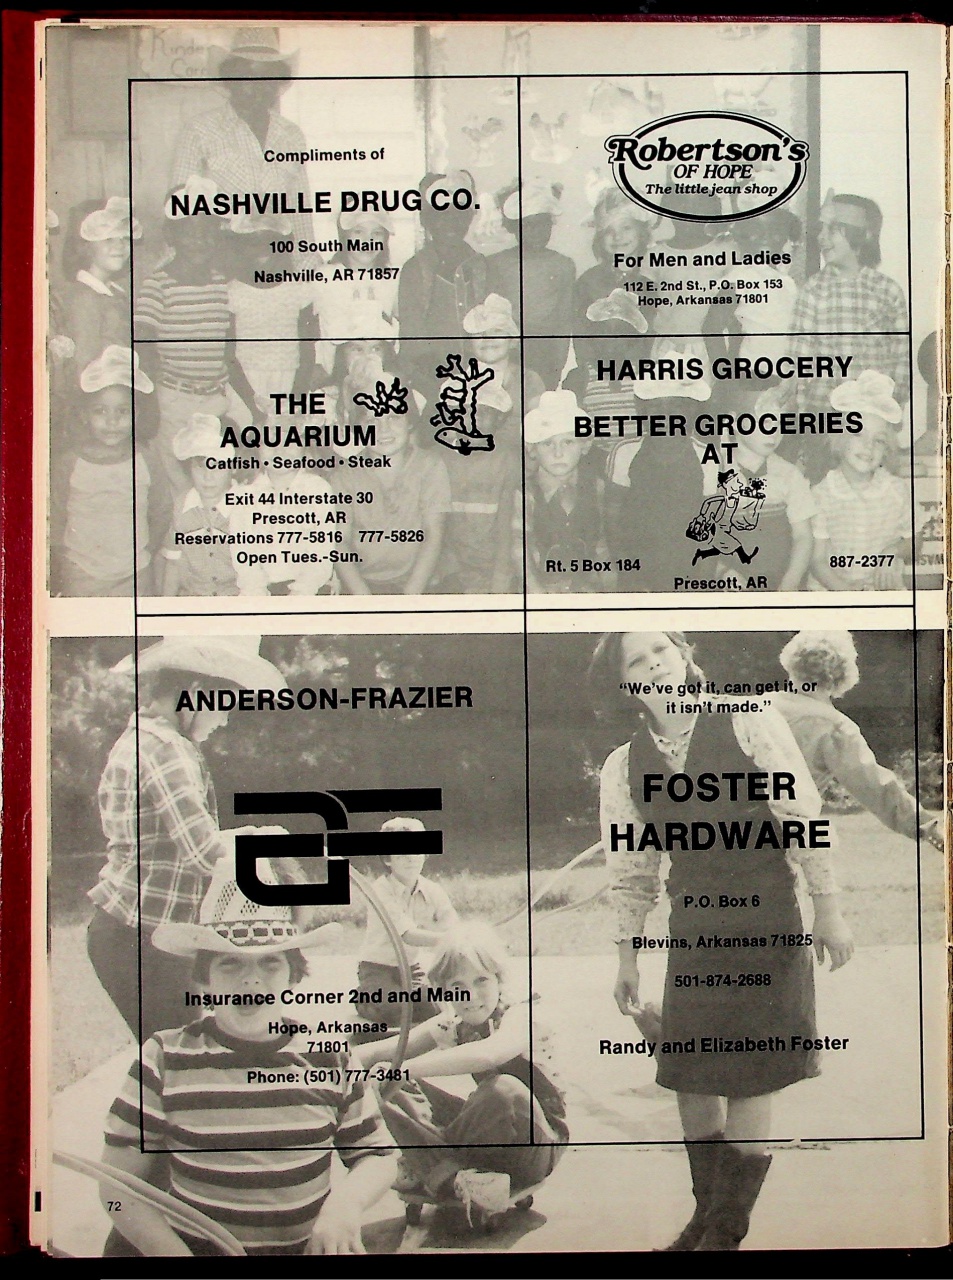 Kinde
Compliments of
NASHVILLE DRUG CO.
100 South Main
Nashville, AR 71857
Robertson's
OF HOPE
The little jean shop
For Men and Ladies
112 E. 2nd St., P.O. Box 153
Hope, Arkansas 71801
THE
AQUARIUM
Catfish • Seafood • Steak
Exit 44 Interstate 30
Prescott, AR
Reservations 777-5816 777-5826
Open Tues.-Sun.
HARRIS GROCERY
BETTER GROCERIES
AT
Rt. 5 Box 184
887-2377
Prescott, AR
ANDERSON-FRAZIER
aF
Insurance Corner 2nd and Main
Hope, Arkansas
71801
Phone: (501) 777-3481
"We've got it, can get it, or
it isn't made."
FOSTER
HARDWARE
P.O. Box 6
Blevins, Arkansas 71825
501-874-2688
Randy and Elizabeth Foster
72